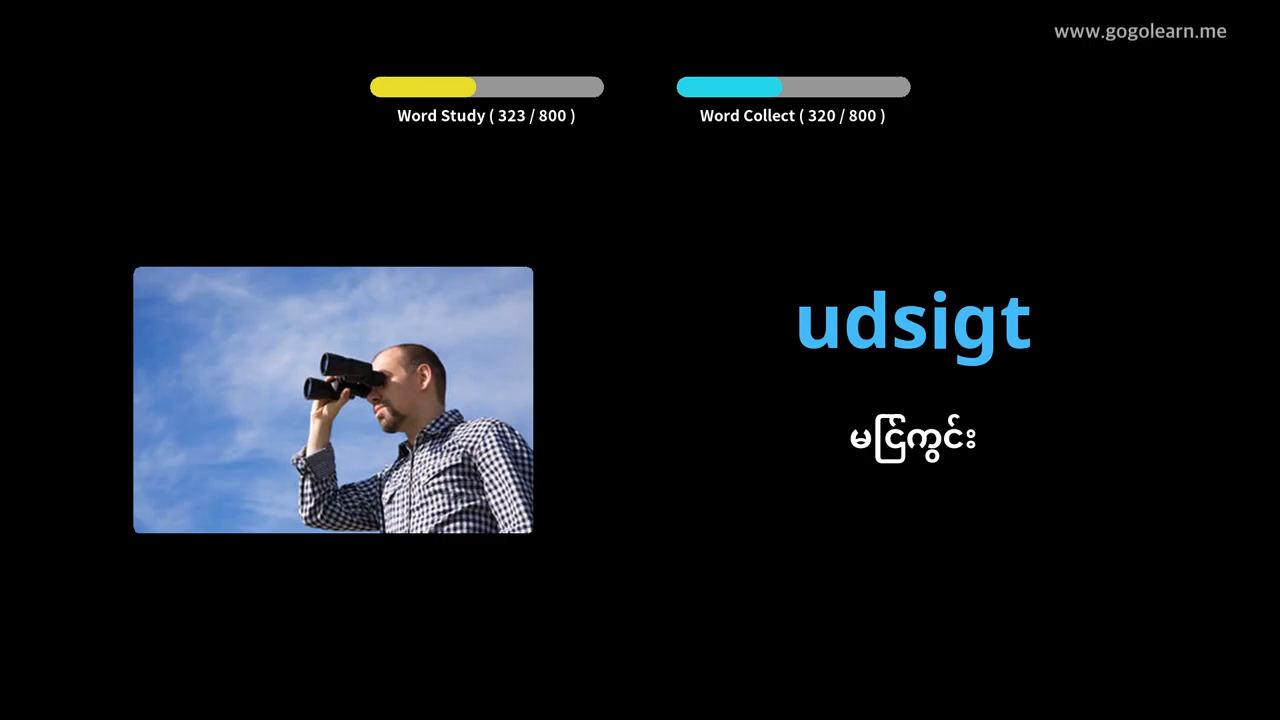 www.gogolearn.me
Word Study ( 323 / 800 )
Word Collect ( 320 / 800 )
udsigt
မငြ်ကွင်း